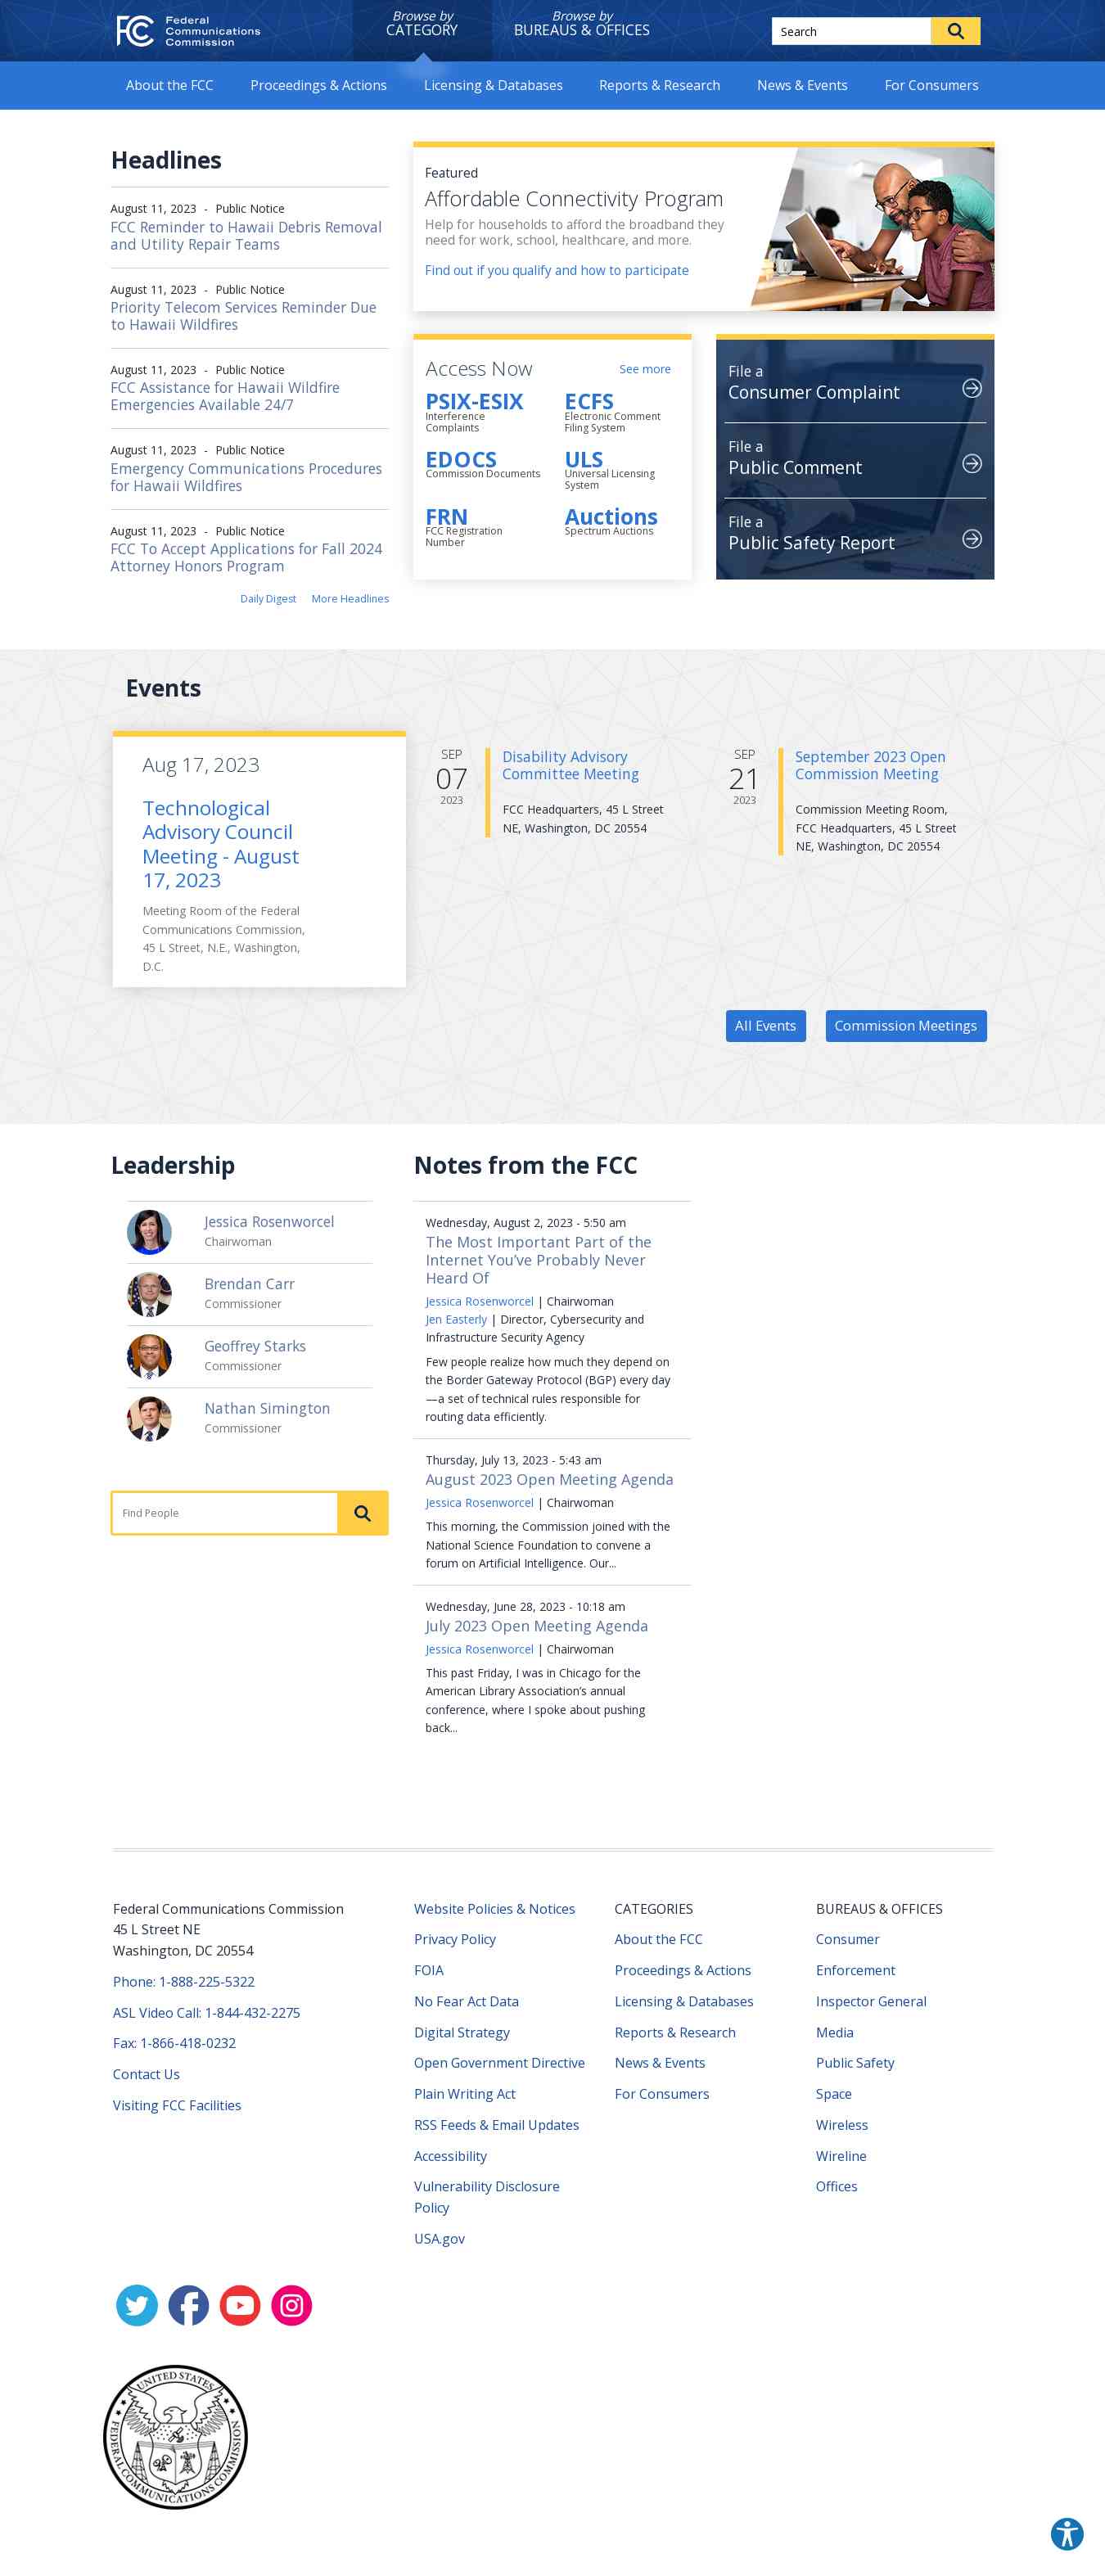 Federal
Communications
Commission
Browse by
CATEGORY
Browse by
BUREAUS & OFFICES
Search
About the FCC
Proceedings & Actions
Licensing & Databases
Reports & Research
News & Events
For Consumers
Headlines
August 11, 2023 - Public Notice
FCC Reminder to Hawaii Debris Removal
and Utility Repair Teams
August 11, 2023 - Public Notice
Priority Telecom Services Reminder Due
to Hawaii Wildfires
August 11, 2023 - Public Notice
FCC Assistance for Hawaii Wildfire
Emergencies Available 24/7
August 11, 2023 - Public Notice
Emergency Communications Procedures
for Hawaii Wildfires
August 11, 2023 - Public Notice
FCC To Accept Applications for Fall 2024
Attorney Honors Program
Daily Digest
More Headlines
Featured
Affordable Connectivity Program
Help for households to afford the broadband they
need for work, school, healthcare, and more.
Find out if you qualify and how to participate
Access Now
See more
PSIX-ESIX
Interference
Complaints
ECFS
Electronic Comment
Filing System
EDOCS
Commission Documents
ULS
Universal Licensing
System
FRN
FCC Registration
Number
Auctions
Spectrum Auctions
File a
Consumer Complaint
File a
Public Comment
File a
Public Safety Report
Events
Aug 17, 2023
Technological
Advisory Council
Meeting - August
17, 2023
Meeting Room of the Federal
Communications Commission,
45 L Street, N.E., Washington,
D.C.
SEP
07
2023
Disability Advisory
Committee Meeting
FCC Headquarters, 45 L Street
NE, Washington, DC 20554
SEP
21
2023
September 2023 Open
Commission Meeting
Commission Meeting Room,
FCC Headquarters, 45 L Street
NE, Washington, DC 20554
All Events
Commission Meetings
Leadership
Jessica Rosenworcel
Chairwoman
Brendan Carr
Commissioner
Geoffrey Starks
Commissioner
Nathan Simington
Commissioner
Find People
Notes from the FCC
Wednesday, August 2, 2023 - 5:50 am
The Most Important Part of the
Internet You've Probably Never
Heard Of
Jessica Rosenworcel | Chairwoman
Jen Easterly | Director, Cybersecurity and
Infrastructure Security Agency
Few people realize how much they depend on
the Border Gateway Protocol (BGP) every day
—a set of technical rules responsible for
routing data efficiently.
Thursday, July 13, 2023 - 5:43 am
August 2023 Open Meeting Agenda
Jessica Rosenworcel | Chairwoman
This morning, the Commission joined with the
National Science Foundation to convene a
forum on Artificial Intelligence. Our...
Wednesday, June 28, 2023 - 10:18 am
July 2023 Open Meeting Agenda
Jessica Rosenworcel | Chairwoman
This past Friday, I was in Chicago for the
American Library Association's annual
conference, where I spoke about pushing
back...
Federal Communications Commission
45 L Street NE
Washington, DC 20554
Phone: 1-888-225-5322
ASL Video Call: 1-844-432-2275
Fax: 1-866-418-0232
Contact Us
Visiting FCC Facilities
Website Policies & Notices
Privacy Policy
FOIA
No Fear Act Data
Digital Strategy
Open Government Directive
Plain Writing Act
RSS Feeds & Email Updates
Accessibility
Vulnerability Disclosure
Policy
USA.gov
CATEGORIES
About the FCC
Proceedings & Actions
Licensing & Databases
Reports & Research
News & Events
For Consumers
BUREAUS & OFFICES
Consumer
Enforcement
Inspector General
Media
Public Safety
Space
Wireless
Wireline
Offices
UNITED STATES
FEDERAL COMMUNICATIONS COMMISSION